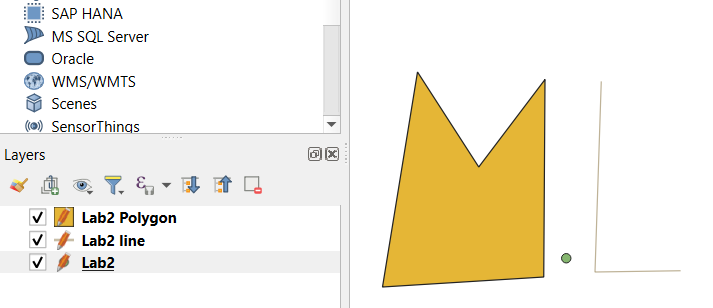 SAP HANA
MS SQL Server
Oracle
WMS/WMTS
Scenes
SensorThings
Layers
Lab2 Polygon
Lab2 line
Lab2